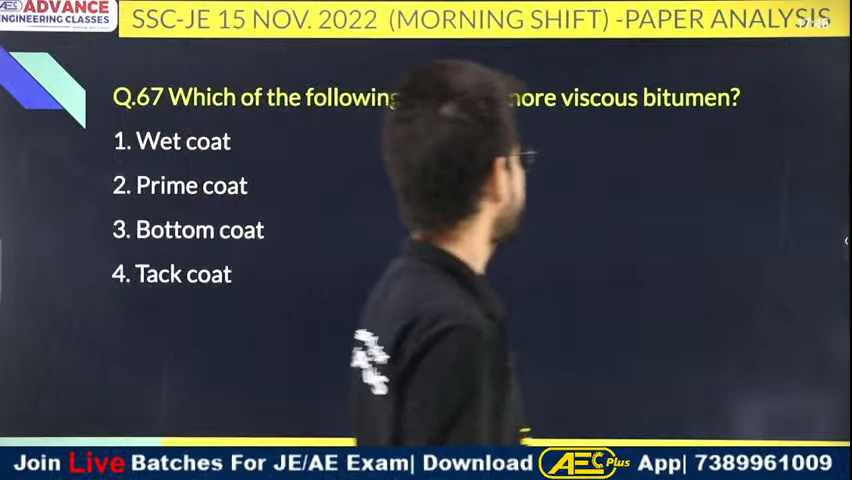 ADVANCE
ENGINEERING CLASSES
SSC-JE 15 NOV. 2022 (MORNING SHIFT) -PAPER ANALYSIS
Q.67 Which of the following more viscous bitumen?
1. Wet coat
2. Prime coat
3. Bottom coat
4. Tack coat
Join Live Batches For JE/AE Exam| Download AEC Plus App| 7389961009